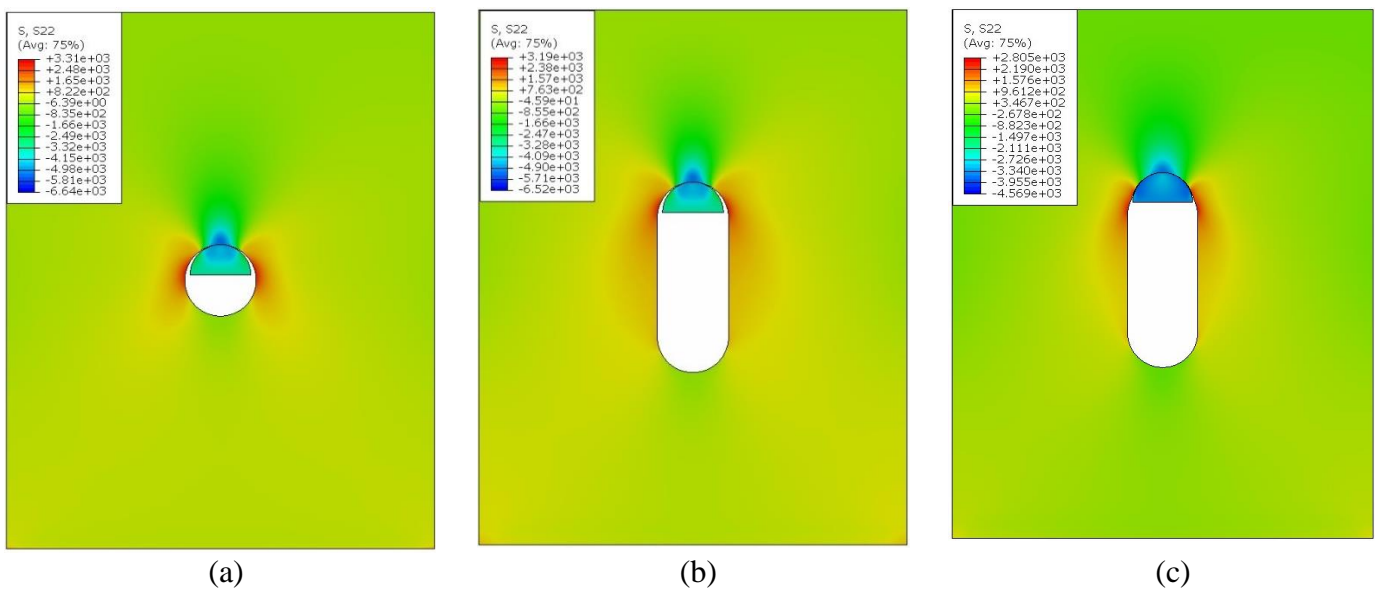 S, S22
(Avg: 75%)
+3.31e+03
+2.48e+03
+1.65e+03
+8.22e+02
-6.39e+00
-8.35e+02
-1.66e+03
-2.49e+03
-3.32e+03
-4.15e+03
-4.98e+03
-5.81e+03
-6.64e+03
S, S22
(Avg: 75%)
+3.19e+03
+2.38e+03
+1.57e+03
+7.63e+02
-4.59e+01
-8.55e+02
-1.66e+03
-2.47e+03
-3.28e+03
-4.09e+03
-4.90e+03
-5.71e+03
-6.52e+03
S, S22
(Avg: 75%)
+2.805e+03
+2.190e+03
+1.576e+03
+9.612e+02
+3.467e+02
-2.678e+02
-8.823e+02
-1.497e+03
-2.111e+03
-2.726e+03
-3.340e+03
-3.955e+03
-4.569e+03
(a)
(b)
(c)